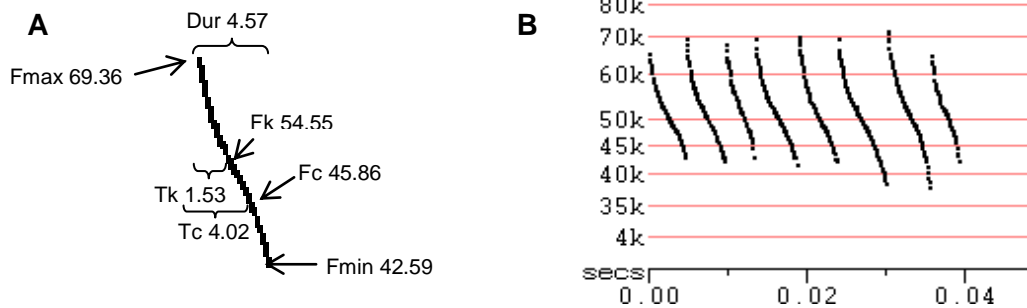 A
Dur 4.57
Fmax 69.36
Fk 54.55
Fc 45.86
Tk 1.53
Tc 4.02
Fmin 42.59
B
80k
70k
60k
50k
45k
40k
35k
4k
secs
0.00
0.02
0.04